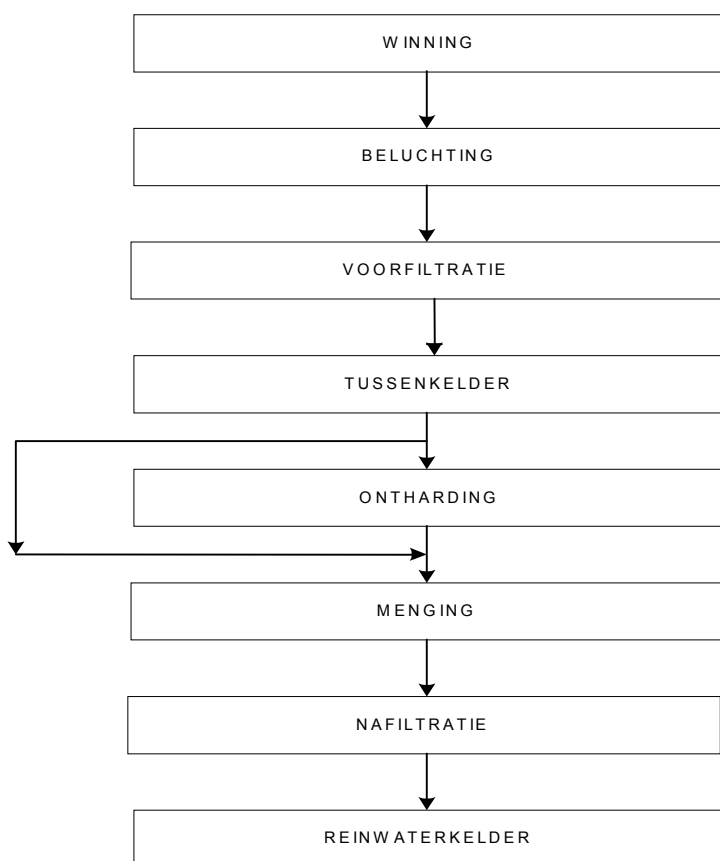 WINNING
BELUCHTING
VOORFILTRATIE
TUSSENKELDER
ONTHARDING
MENGING
NAFILTRATIE
REINWATERKELDER